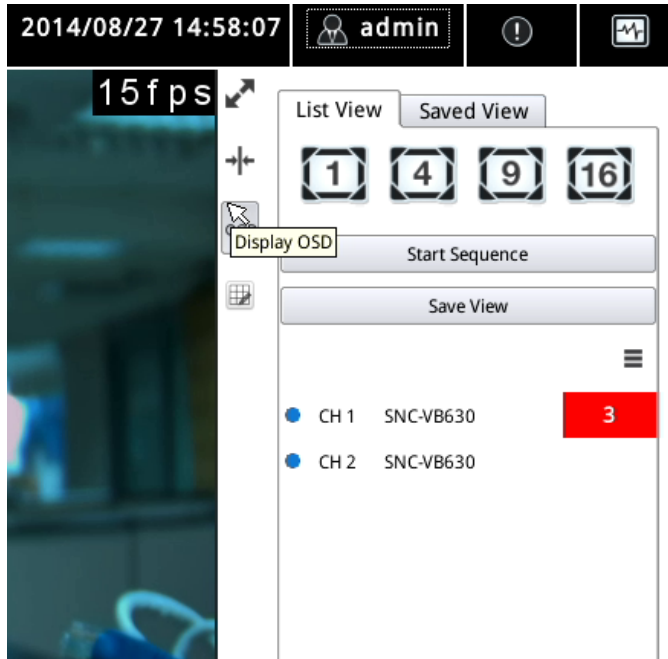 2014/08/27 14:58:07 admin
15fps
List View Saved View
1 4 9 16
Display OSD
Start Sequence
Save View
CH 1 SNC-VB630 3
CH 2 SNC-VB630